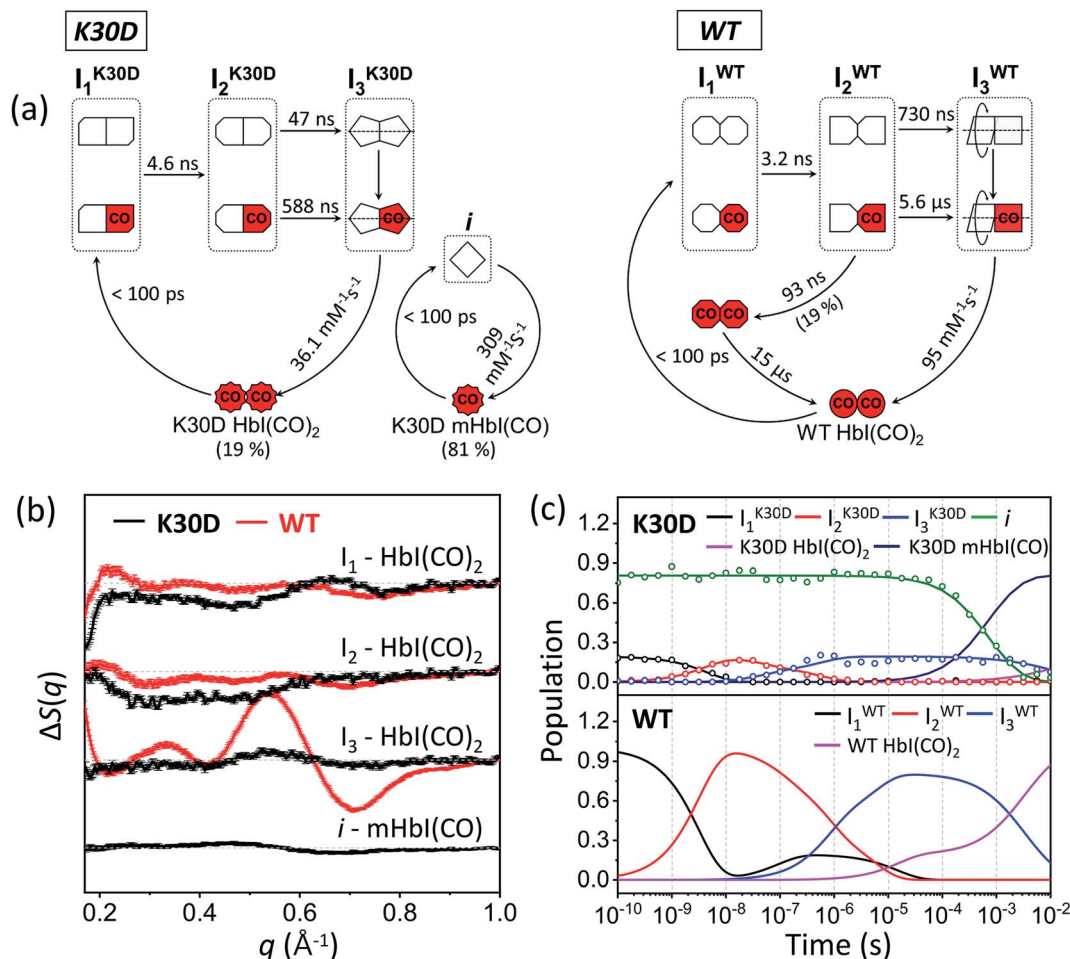 (a)
K30D
I₁ᴷ³⁰ᴰ I₂ᴷ³⁰ᴰ I₃ᴷ³⁰ᴰ
47 ns
4.6 ns
588 ns
CO CO CO
i
< 100 ps
36.1 mM⁻¹s⁻¹
< 100 ps
309 mM⁻¹S⁻¹
CO CO
K30D HbI(CO)₂
(19 %)
CO
K30D mHbI(CO)
(81 %)
WT
I₁ᵂᵀ I₂ᵂᵀ I₃ᵂᵀ
730 ns
3.2 ns
5.6 µs
CO CO CO
93 ns
(19 %)
CO CO
< 100 ps
15 µs
95 mM⁻¹s⁻¹
CO CO
WT HbI(CO)₂
(b)
K30D WT
I₁ - HbI(CO)₂
I₂ - HbI(CO)₂
I₃ - HbI(CO)₂
i - mHbI(CO)
ΔS(q)
0.2 0.4 0.6 0.8 1.0
q (Å⁻¹)
(c)
K30D I₁ᴷ³⁰ᴰ I₂ᴷ³⁰ᴰ I₃ᴷ³⁰ᴰ i
K30D HbI(CO)₂ K30D mHbI(CO)
1.2
0.9
0.6
0.3
0.0
WT I₁ᵂᵀ I₂ᵂᵀ I₃ᵂᵀ
WT HbI(CO)₂
1.2
0.9
0.6
0.3
0.0
Population
10⁻¹⁰ 10⁻⁹ 10⁻⁸ 10⁻⁷ 10⁻⁶ 10⁻⁵ 10⁻⁴ 10⁻³ 10⁻²
Time (s)